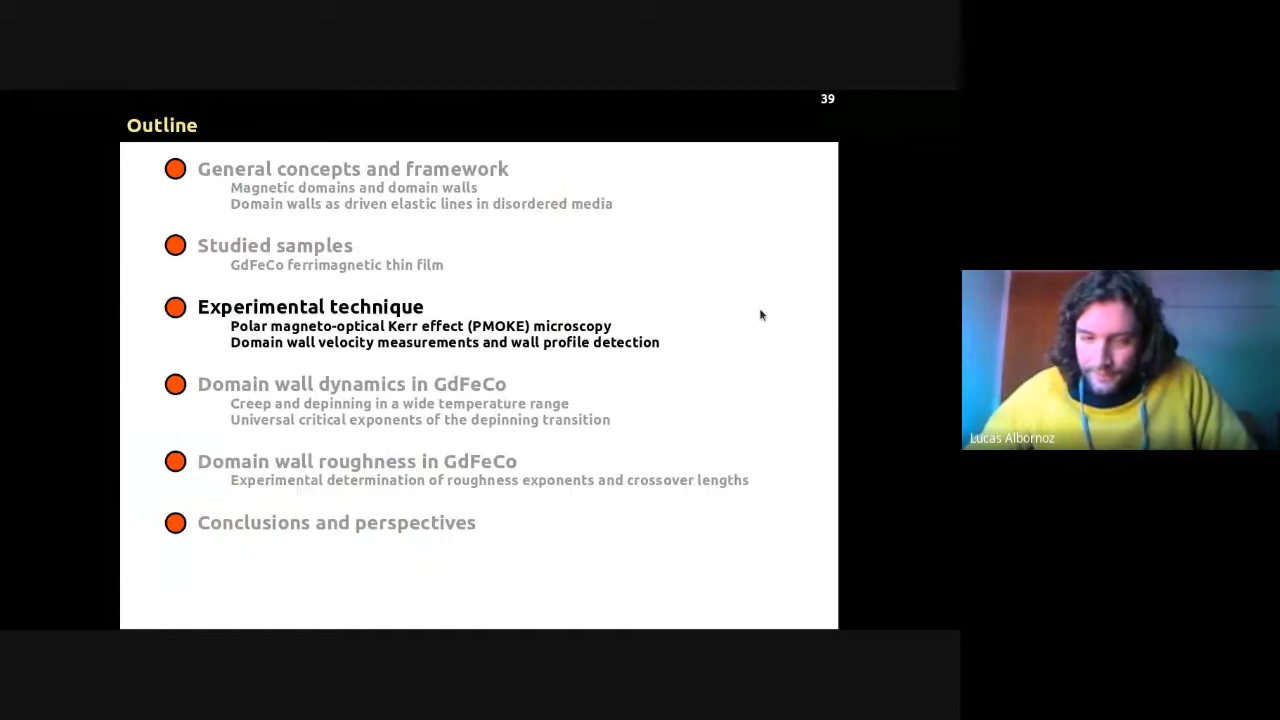 39
Outline
General concepts and framework
Magnetic domains and domain walls
Domain walls as driven elastic lines in disordered media
Studied samples
GdFeCo ferrimagnetic thin film
Experimental technique
Polar magneto-optical Kerr effect (PMOKE) microscopy
Domain wall velocity measurements and wall profile detection
Domain wall dynamics in GdFeCo
Creep and depinning in a wide temperature range
Universal critical exponents of the depinning transition
Domain wall roughness in GdFeCo
Experimental determination of roughness exponents and crossover lengths
Conclusions and perspectives
Lucas Albornoz